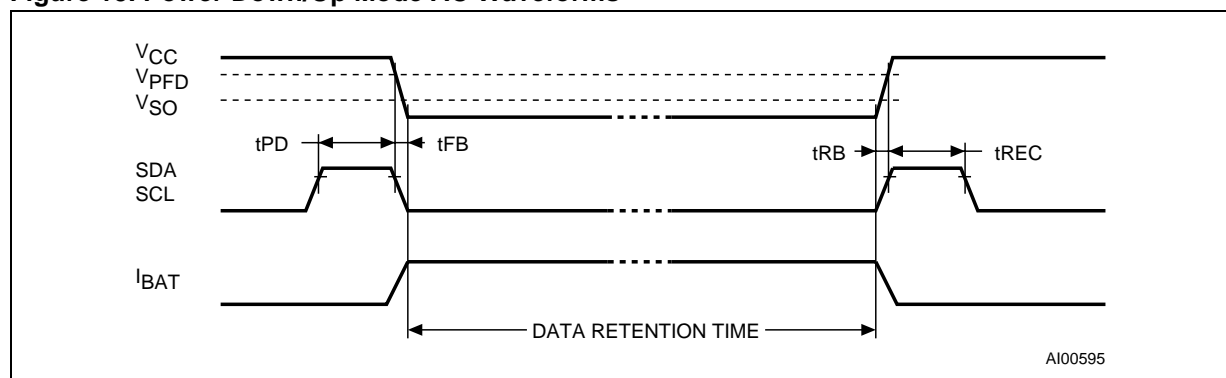 VCC
VPFD
VSO
tPD
tFB
tRB
tREC
SDA
SCL
IBAT
DATA RETENTION TIME
AI00595